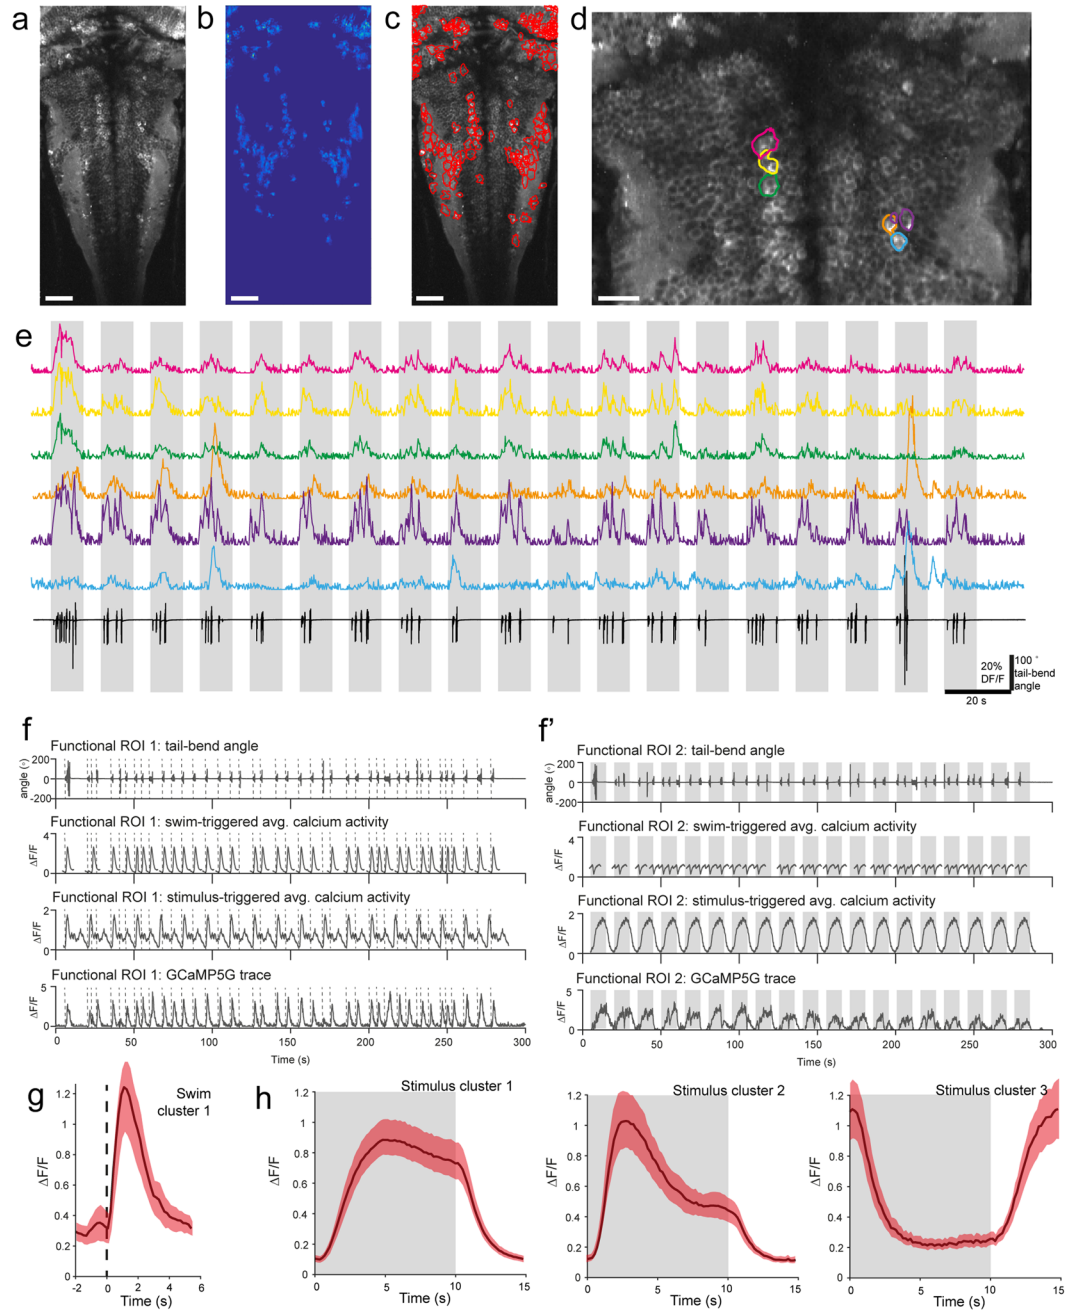 a
b
c
d
e
20%
DF/F
100 °
tail-bend
angle
20 s
f
Functional ROI 1: tail-bend angle
angle (◦)
200
0
-200
Functional ROI 1: swim-triggered avg. calcium activity
ΔF/F
4
0
Functional ROI 1: stimulus-triggered avg. calcium activity
ΔF/F
2
0
Functional ROI 1: GCaMP5G trace
ΔF/F
5
0
0 50 100 150 200 250 300
Time (s)
f'
Functional ROI 2: tail-bend angle
angle (◦)
200
0
-200
Functional ROI 2: swim-triggered avg. calcium activity
ΔF/F
4
0
Functional ROI 2: stimulus-triggered avg. calcium activity
ΔF/F
2
0
Functional ROI 2: GCaMP5G trace
ΔF/F
5
0
0 50 100 150 200 250 300
Time (s)
g
Swim
cluster 1
ΔF/F
1.2
1
0.8
0.6
0.4
0.2
0
-2 0 2 4 6
Time (s)
h
Stimulus cluster 1
ΔF/F
1.2
1
0.8
0.6
0.4
0.2
0
0 5 10 15
Time (s)
Stimulus cluster 2
ΔF/F
1.2
1
0.8
0.6
0.4
0.2
0
0 5 10 15
Time (s)
Stimulus cluster 3
ΔF/F
1.2
1
0.8
0.6
0.4
0.2
0
0 5 10 15
Time (s)